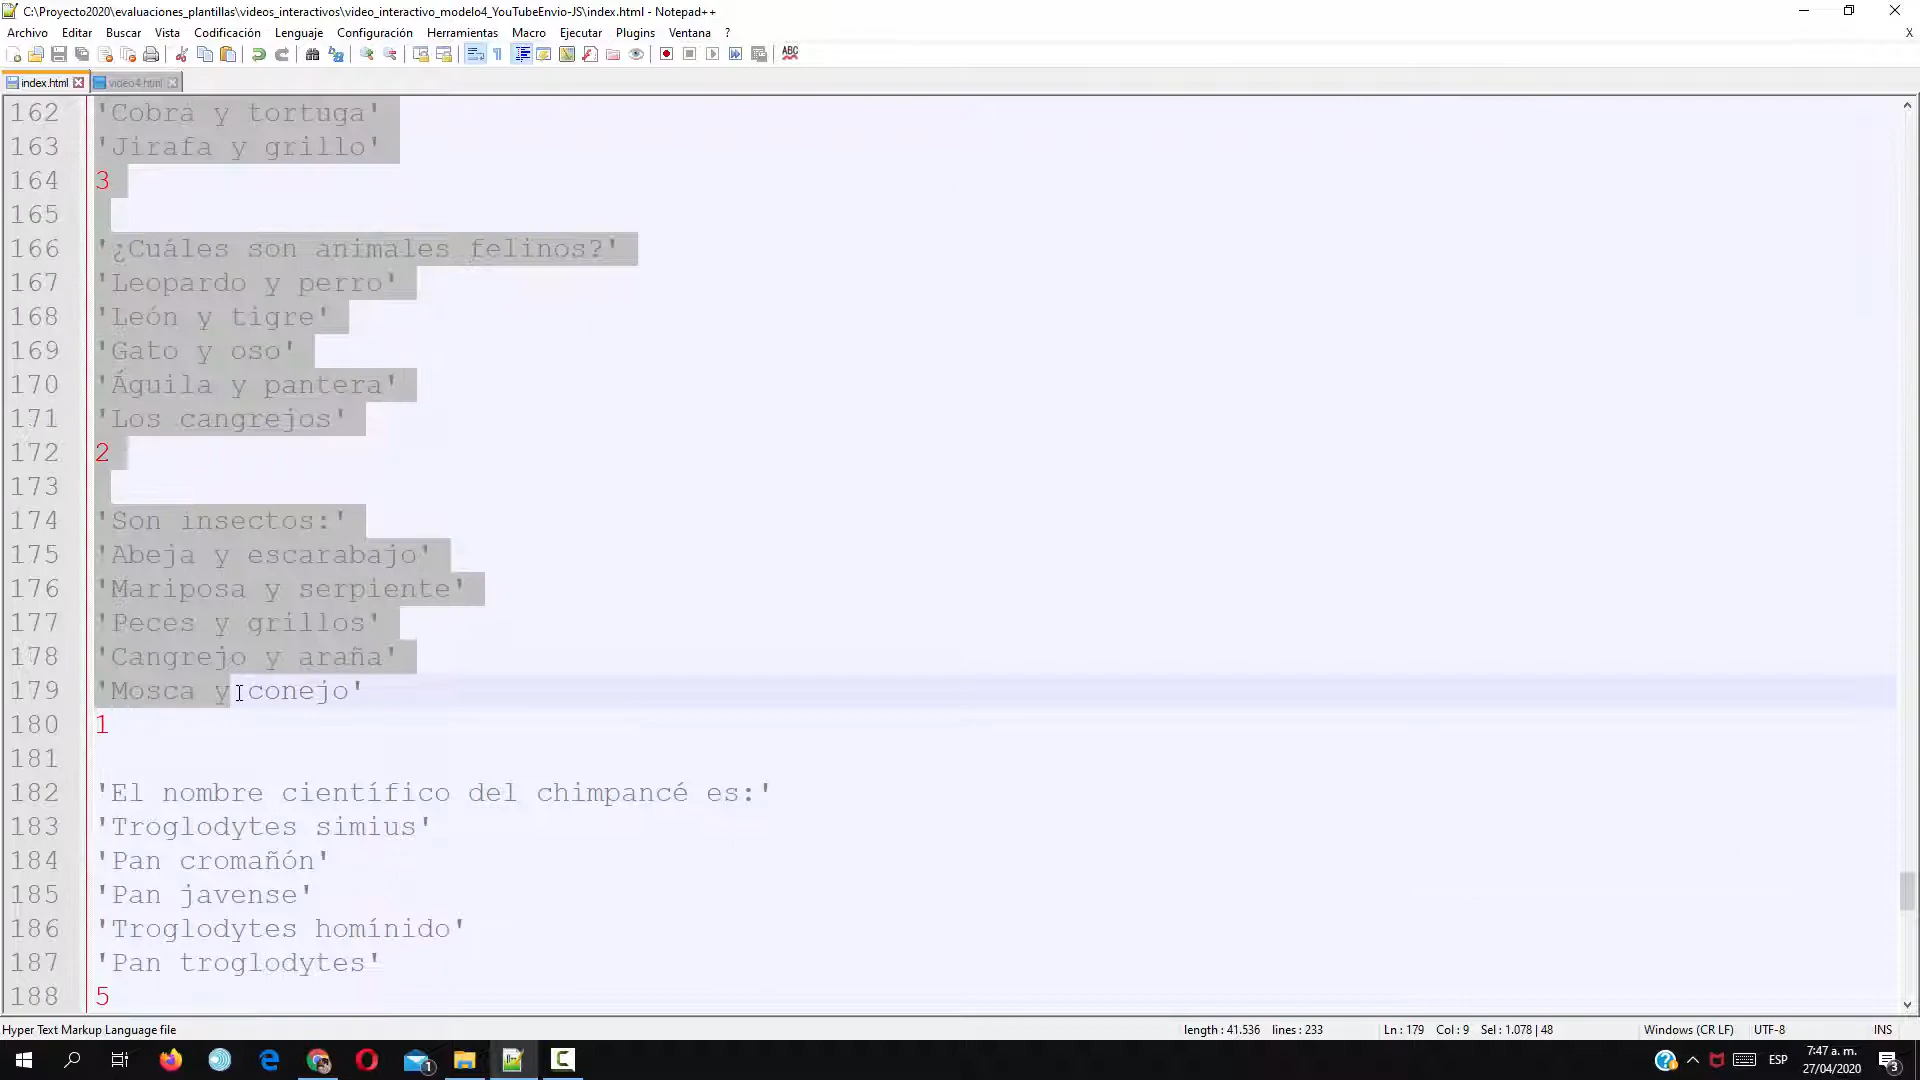 C:\Proyecto2020\evaluaciones_plantillas\videos_interactivos\video_interactivo_modelo4_YouTubeEnvio-JS\index.html - Notepad++
Archivo Editar Buscar Vista Codificación Lenguaje Configuración Herramientas Macro Ejecutar Plugins Ventana ? X
ABC
index.html video4.html
162 'Cobra y tortuga'
163 'Jirafa y grillo'
164 3
165
166 '¿Cuáles son animales felinos?'
167 'Leopardo y perro'
168 'León y tigre'
169 'Gato y oso'
170 'Águila y pantera'
171 'Los cangrejos'
172 2
173
174 'Son insectos:'
175 'Abeja y escarabajo'
176 'Mariposa y serpiente'
177 'Peces y grillos'
178 'Cangrejo y araña'
179 'Mosca y conejo'
180 1
181
182 'El nombre científico del chimpancé es:'
183 'Troglodytes simius'
184 'Pan cromañón'
185 'Pan javense'
186 'Troglodytes homínido'
187 'Pan troglodytes'
188 5
Hyper Text Markup Language file length : 41.536 lines : 233 Ln : 179 Col : 9 Sel : 1.078 | 48 Windows (CR LF) UTF-8 INS
1 ESP 7:47 a. m. 3
27/04/2020